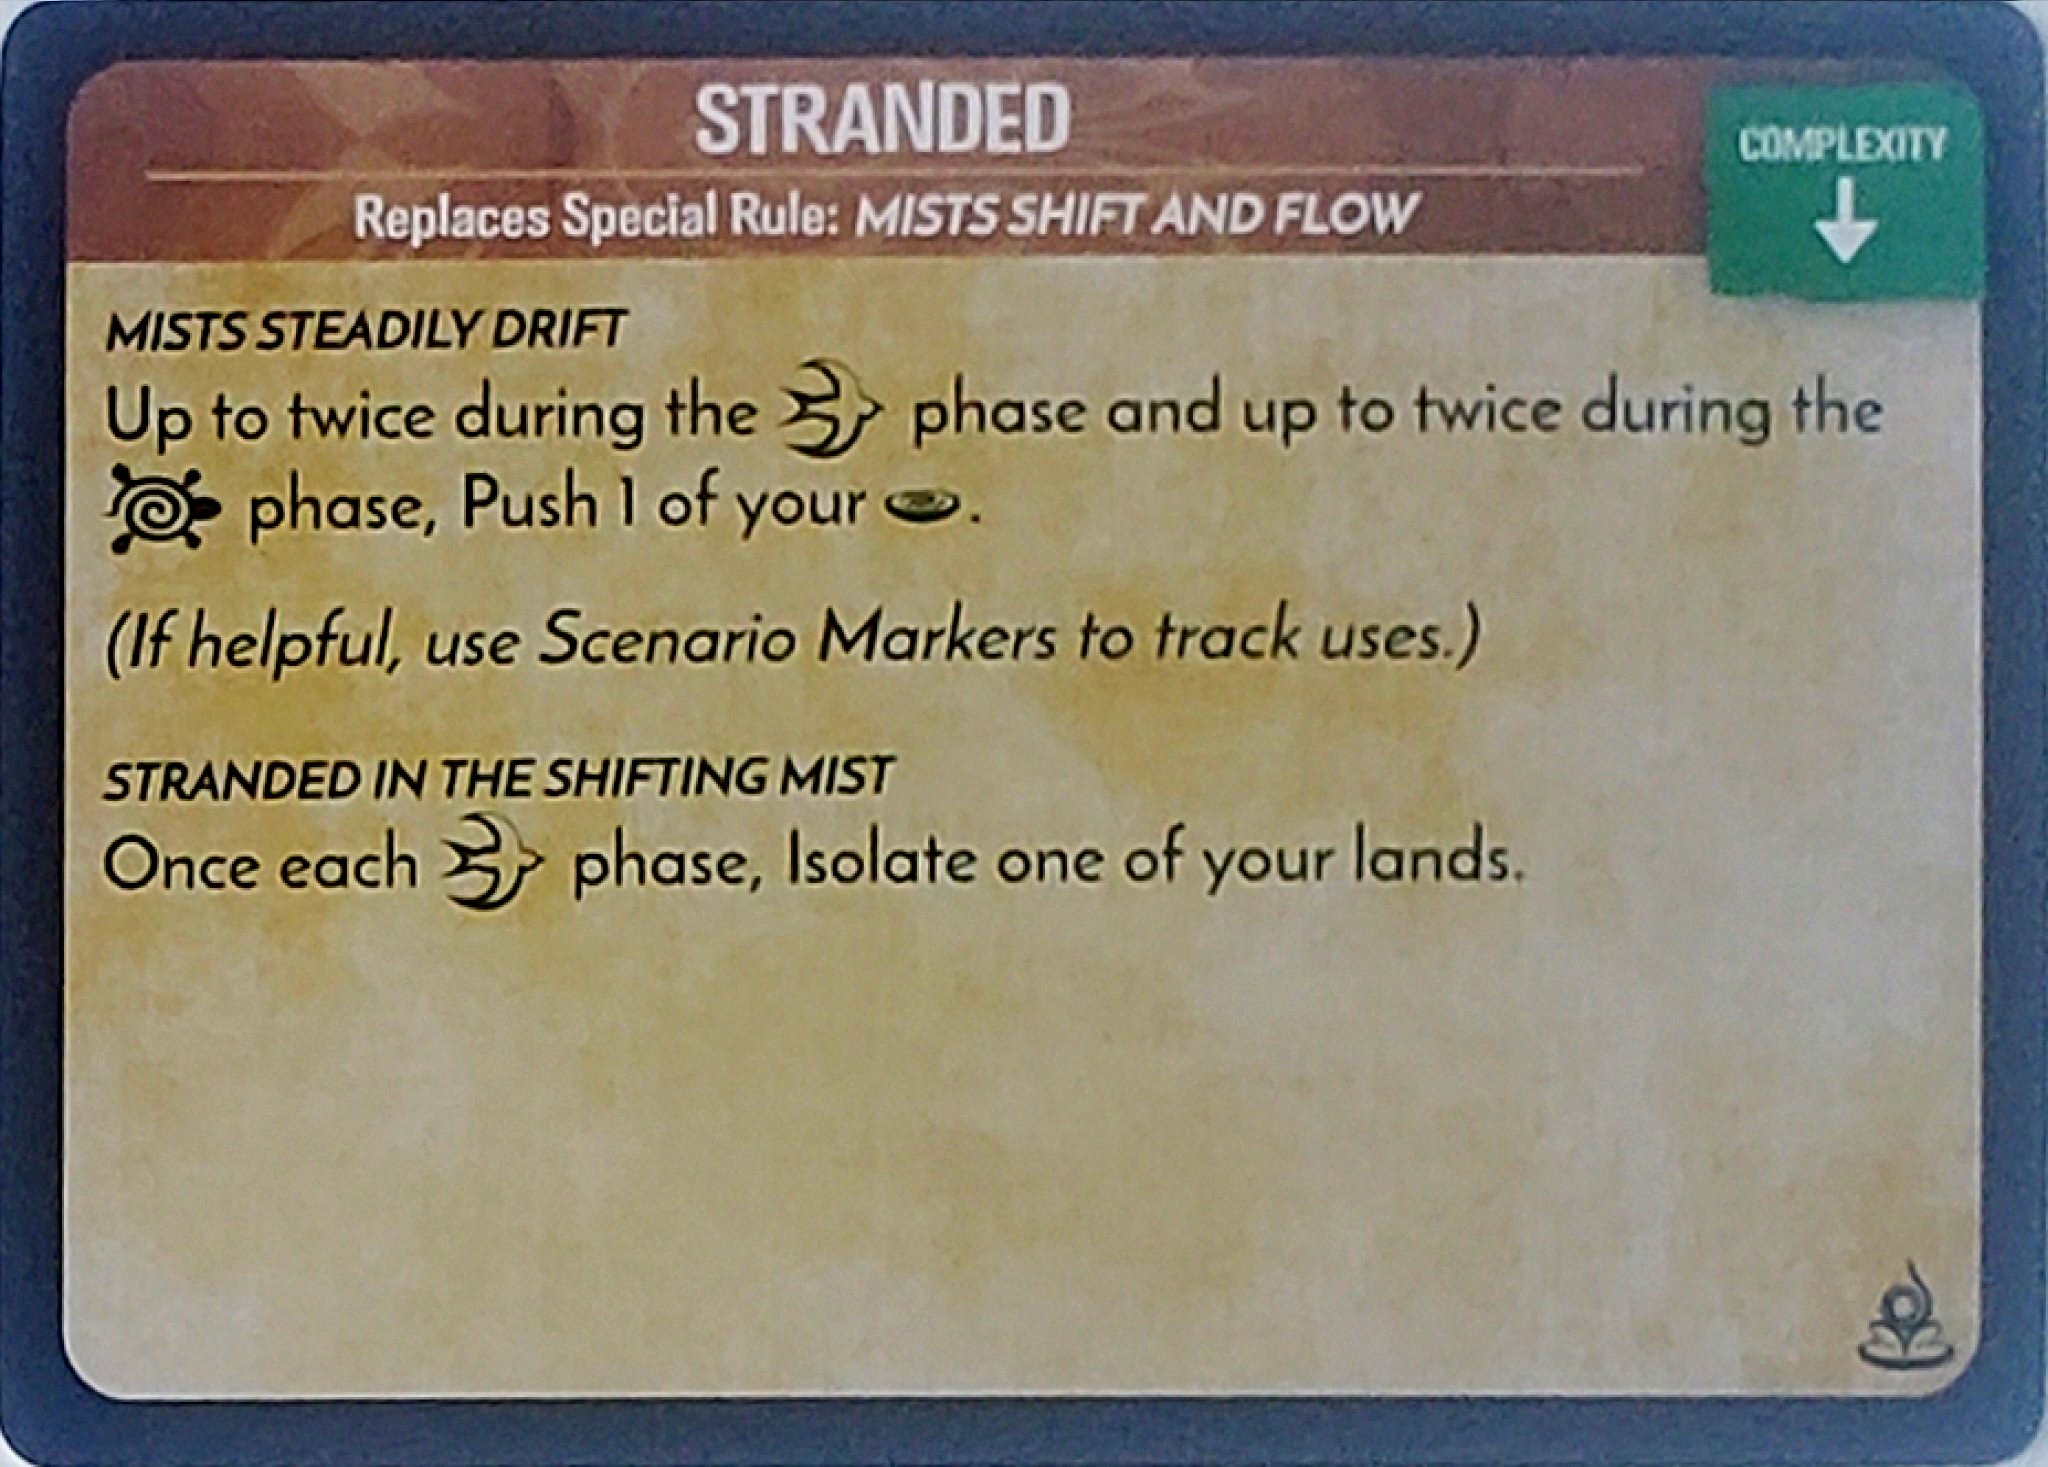 STRANDED
COMPLEXITY
Replaces Special Rule: MISTS SHIFT AND FLOW
MISTS STEADILY DRIFT
Up to twice during the phase and up to twice during the
phase, Push 1 of your .
(If helpful, use Scenario Markers to track uses.)
STRANDED IN THE SHIFTING MIST
Once each phase, Isolate one of your lands.